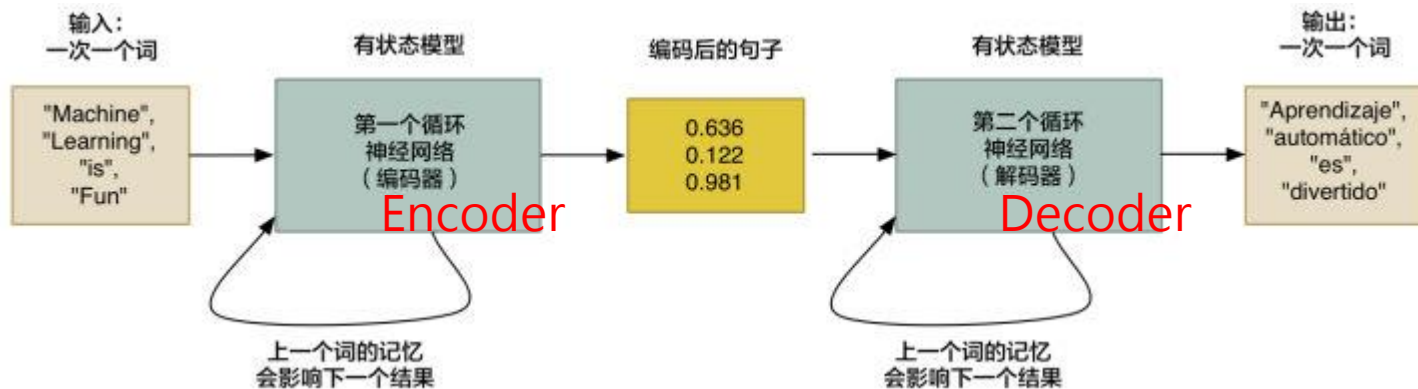 输入：
一次一个词
"Machine",
"Learning",
"is",
"Fun"
有状态模型
第一个循环
神经网络
（编码器）
Encoder
上一个词的记忆
会影响下一个结果
编码后的句子
0.636
0.122
0.981
有状态模型
第二个循环
神经网络
（解码器）
Decoder
上一个词的记忆
会影响下一个结果
输出：
一次一个词
"Aprendizaje",
"automático",
"es",
"divertido"